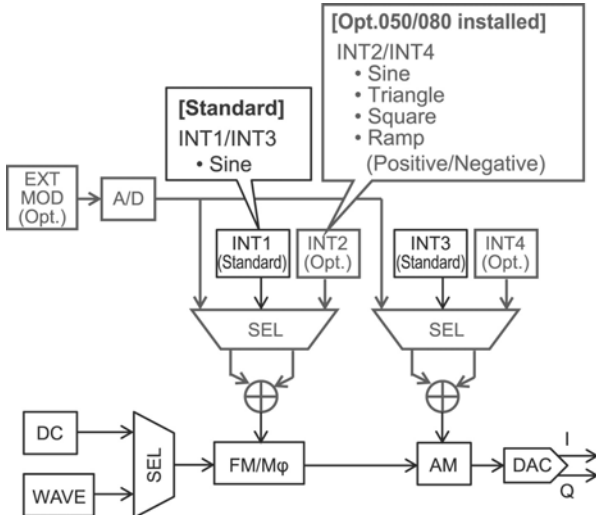 [Opt.050/080 installed]
INT2/INT4
• Sine
• Triangle
• Square
• Ramp
(Positive/Negative)
[Standard]
INT1/INT3
• Sine
EXT
MOD
(Opt.)
A/D
INT1
(Standard)
INT2
(Opt.)
INT3
(Standard)
INT4
(Opt.)
SEL
SEL
DC
WAVE
SEL
FM/Mφ
AM
DAC
I
Q